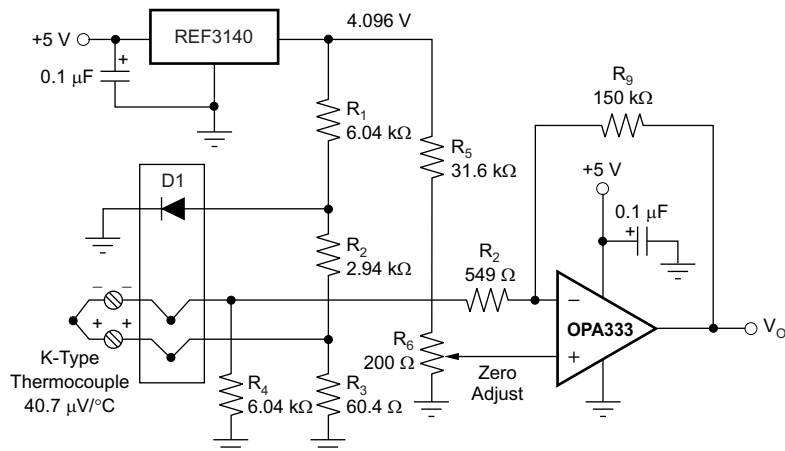 4.096 V
+5 V
REF3140
+
0.1 µF
R1
6.04 kΩ
R9
150 kΩ
R5
31.6 kΩ
D1
+5 V
0.1 µF
+
R2
2.94 kΩ
R2
549 Ω
− −
+ +
−
OPA333
+
VO
R6
200 Ω
Zero
Adjust
K-Type
Thermocouple
40.7 µV/°C
R4
6.04 kΩ
R3
60.4 Ω